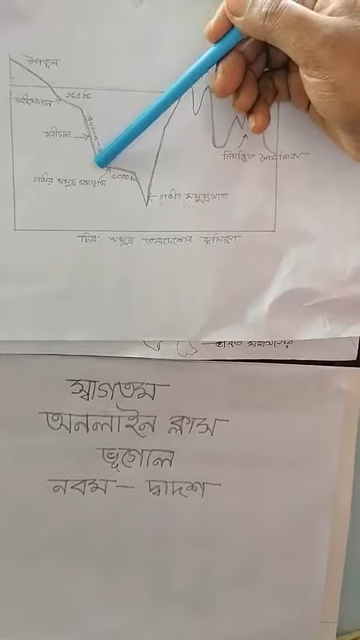 উপকূল
মহীসোপান
মহীঢাল
গভীর সমুদ্রের সমভূমি
গভীর সমুদ্রখাত
নিমজ্জিত শৈলশিরা
চিত্র: সমুদ্র তলদেশের ভূমিরূপ
স্বাগতম
অনলাইন ক্লাস
ভূগোল
নবম - দ্বাদশ